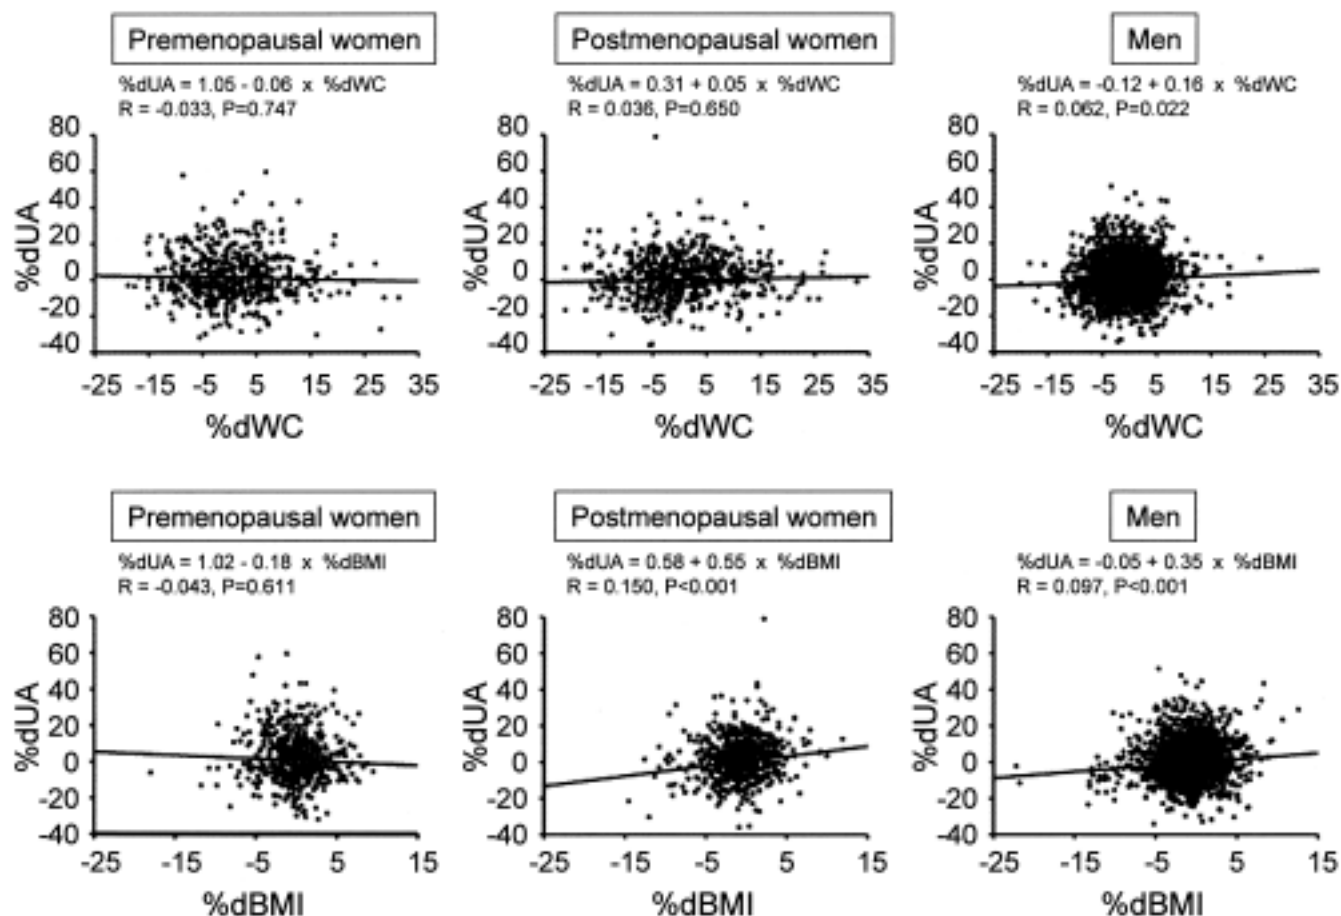 Premenopausal women
%dUA = 1.05 - 0.06 x %dWC
R = -0.033, P=0.747
80
60
40
20
0
-20
-40
%dUA
-25 -15 -5 5 15 25 35
%dWC
Postmenopausal women
%dUA = 0.31 + 0.05 x %dWC
R = 0.036, P=0.650
80
60
40
20
0
-20
-40
%dUA
-25 -15 -5 5 15 25 35
%dWC
Men
%dUA = -0.12 + 0.16 x %dWC
R = 0.062, P=0.022
80
60
40
20
0
-20
-40
%dUA
-25 -15 -5 5 15 25 35
%dWC
Premenopausal women
%dUA = 1.02 - 0.18 x %dBMI
R = -0.043, P=0.611
80
60
40
20
0
-20
-40
%dUA
-25 -15 -5 5 15
%dBMI
Postmenopausal women
%dUA = 0.58 + 0.55 x %dBMI
R = 0.150, P<0.001
80
60
40
20
0
-20
-40
%dUA
-25 -15 -5 5 15
%dBMI
Men
%dUA = -0.05 + 0.35 x %dBMI
R = 0.097, P<0.001
80
60
40
20
0
-20
-40
%dUA
-25 -15 -5 5 15
%dBMI